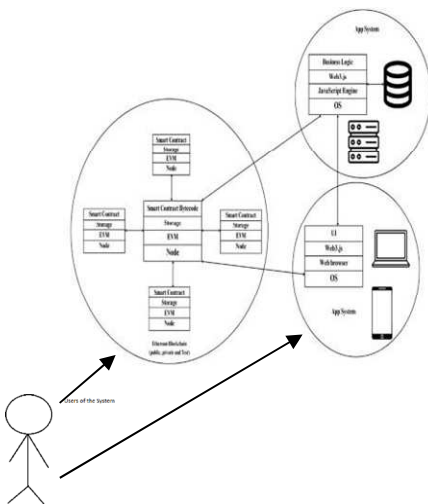 App System
Business Logic
Web3.js
JavaScript Engine
OS
Smart Contract
Storage
EVM
Node
Smart Contract
Storage
EVM
Node
Smart Contract Bytecode
Storage
EVM
Node
Smart Contract
Storage
EVM
Node
Smart Contract
Storage
EVM
Node
Ethereum Blockchain
(public, private and Test)
UI
Web3.js
Web browser
OS
App System
Users of the System